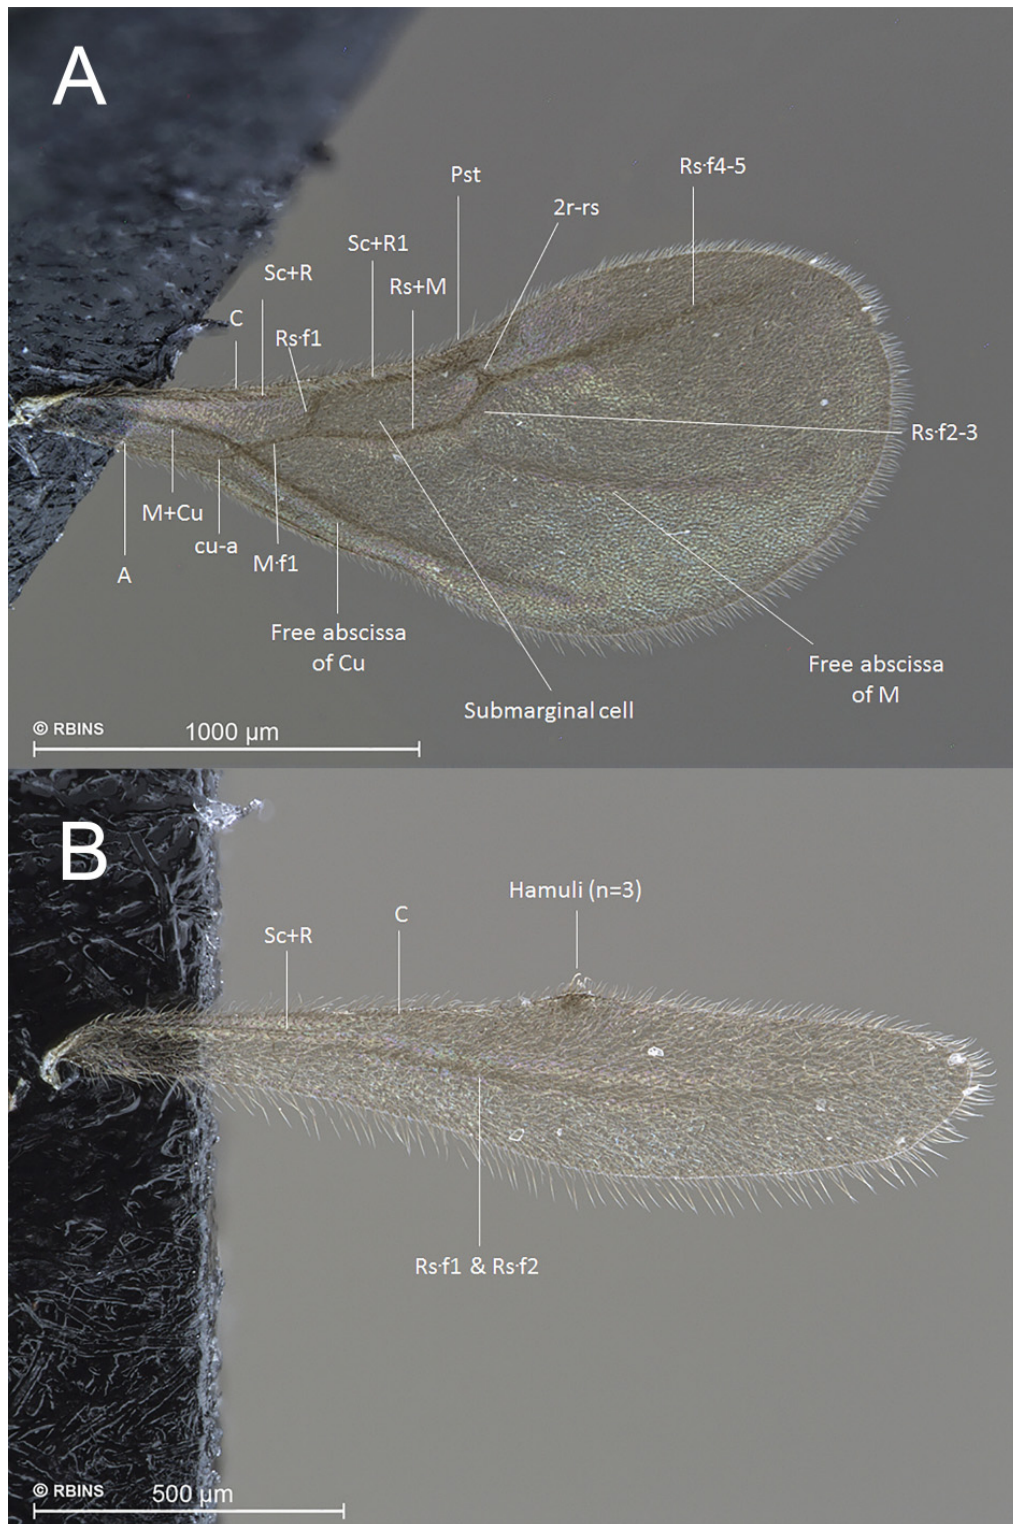 A
Rs·f4-5
Pst
2r-rs
Sc+R1
Sc+R
Rs+M
C
Rs·f1
Rs·f2-3
M+Cu
cu-a
M·f1
A
Free abscissa
of Cu
Free abscissa
of M
Submarginal cell
© RBINS
1000 µm
B
Hamuli (n=3)
C
Sc+R
Rs·f1 & Rs·f2
© RBINS
500 µm